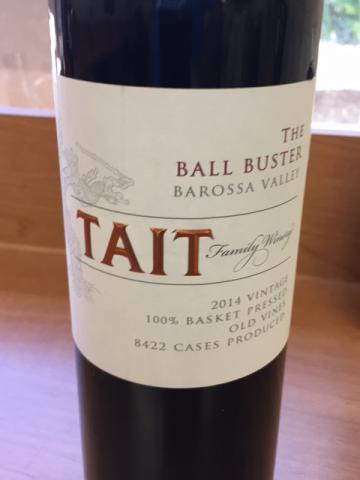 THE
BALL BUSTER
BAROSSA VALLEY
TAIT Family Winery
2014 VINTAGE
100% BASKET PRESSED
OLD VINES
8422 CASES PRODUCED